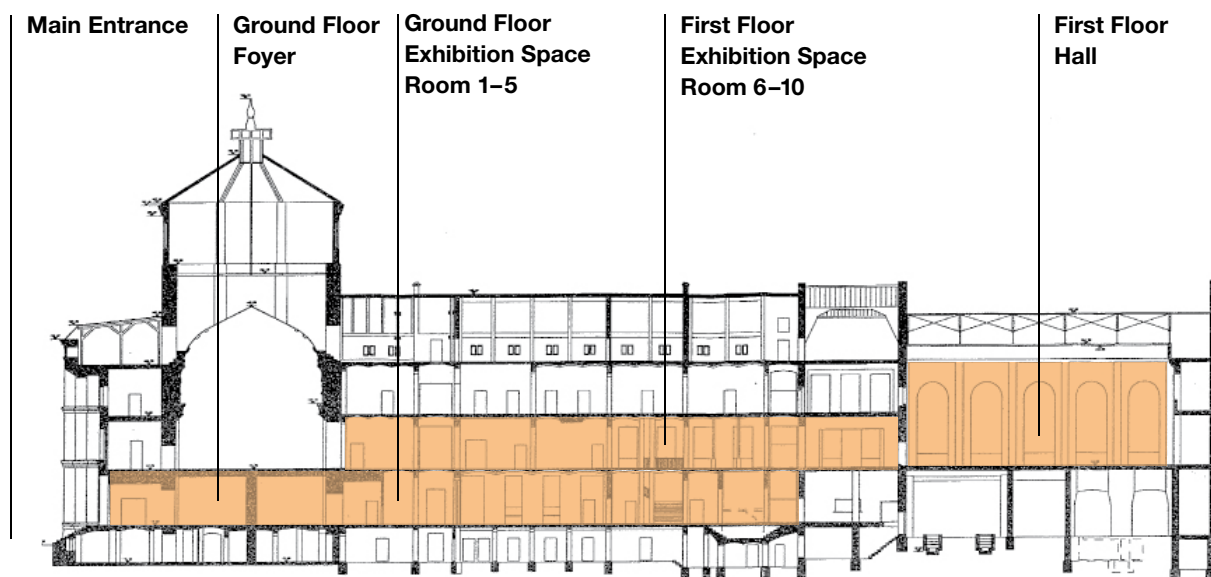 Main Entrance
Ground Floor
Foyer
Ground Floor
Exhibition Space
Room 1–5
First Floor
Exhibition Space
Room 6–10
First Floor
Hall